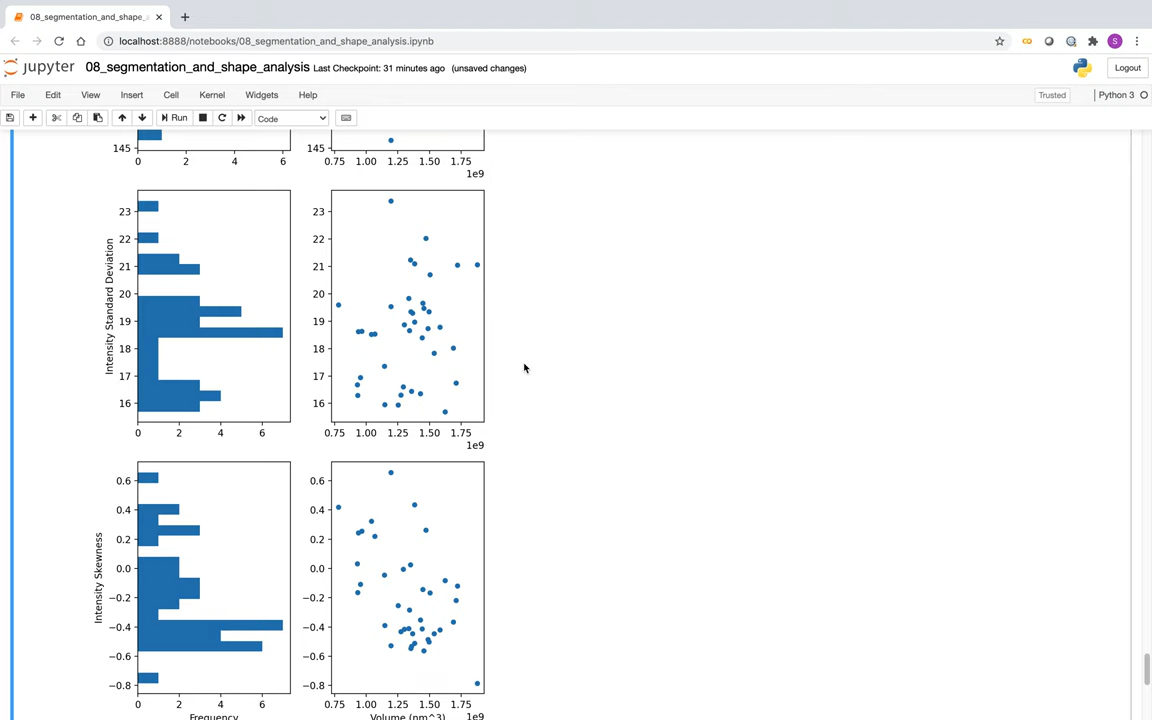 08_segmentation_and_shape_
localhost:8888/notebooks/08_segmentation_and_shape_analysis.ipynb
S
jupyter 08_segmentation_and_shape_analysis Last Checkpoint: 31 minutes ago (unsaved changes)
Logout
File Edit View Insert Cell Kernel Widgets Help
Trusted Python 3
Run Code
145 145
0 2 4 6 0.75 1.00 1.25 1.50 1.75
1e9
Intensity Standard Deviation
23 23
22 22
21 21
20 20
19 19
18 18
17 17
16 16
0 2 4 6 0.75 1.00 1.25 1.50 1.75
1e9
Intensity Skewness
0.6 0.6
0.4 0.4
0.2 0.2
0.0 0.0
−0.2 −0.2
−0.4 −0.4
−0.6 −0.6
−0.8 −0.8
0 2 4 6 0.75 1.00 1.25 1.50 1.75
Frequency Volume (nm^3) 1e9